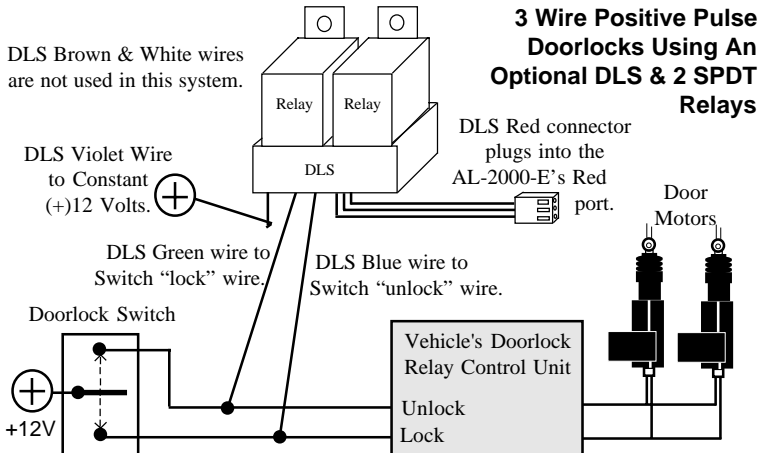 3 Wire Positive Pulse
Doorlocks Using An
Optional DLS & 2 SPDT
Relays
DLS Brown & White wires
are not used in this system.
Relay
Relay
DLS
DLS Red connector
plugs into the
AL-2000-E's Red
port.
DLS Violet Wire
to Constant
(+)12 Volts.
Door
Motors
DLS Green wire to
Switch “lock” wire.
DLS Blue wire to
Switch “unlock” wire.
Doorlock Switch
+12V
Vehicle's Doorlock
Relay Control Unit
Unlock
Lock